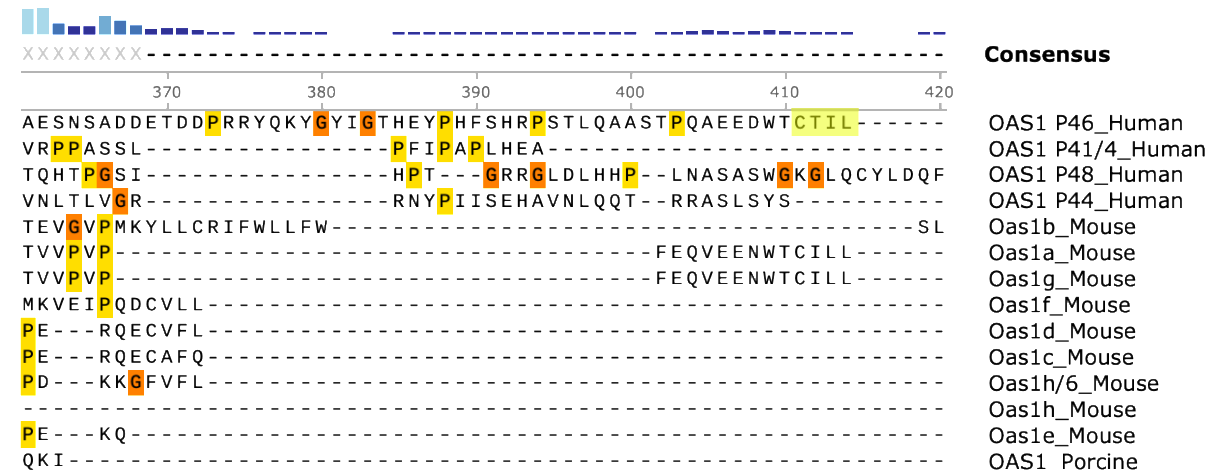 XXXXXXXX---------------------------------------------------- Consensus
370 380 390 400 410 420
AESNSADDETDDPRRYQKYGYIGTHEYPHFSHRPSTLQAASTPQAEEDWTCTIL------ OAS1 P46_Human
VRPPASSL----------------PFIPAPLHEA-------------------------- OAS1 P41/4_Human
TQHTPGSI----------------HPT---GRRGLDLHHP--LNASASWGKGLQCYLDQF OAS1 P48_Human
VNLTLVGR----------------RNYPIISEHAVNLQQT--RRASLSYS---------- OAS1 P44_Human
TEVGVPMKYLLCRIFWLLFW--------------------------------------SL Oas1b_Mouse
TVVPVP-----------------------------------FEQVEENWTCILL------ Oas1a_Mouse
TVVPVP-----------------------------------FEQVEENWTCILL------ Oas1g_Mouse
MKVEIPQDCVLL------------------------------------------------ Oas1f_Mouse
PE---RQECVFL------------------------------------------------ Oas1d_Mouse
PE---RQECAFQ------------------------------------------------ Oas1c_Mouse
PD---KKGFVFL------------------------------------------------ Oas1h/6_Mouse
------------------------------------------------------------ Oas1h_Mouse
PE---KQ----------------------------------------------------- Oas1e_Mouse
QKI--------------------------------------------------------- OAS1_Porcine